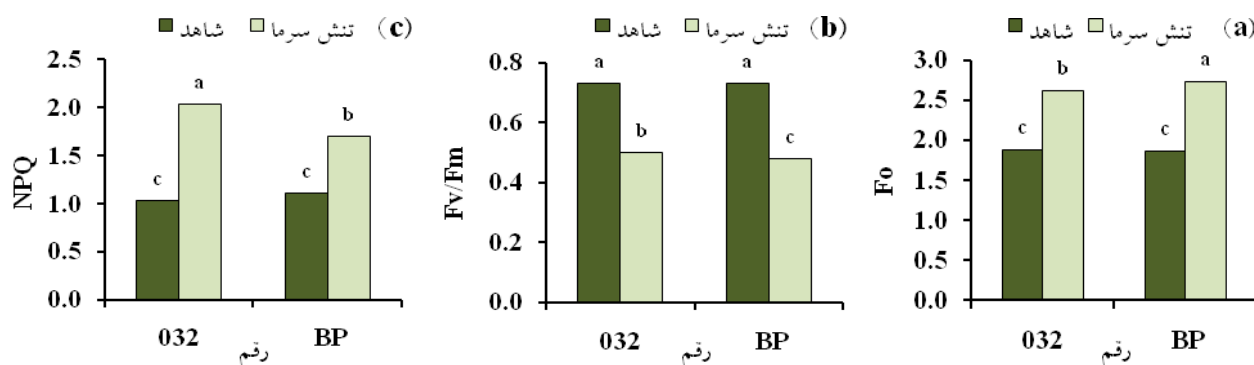 شاهد تنش سرما (c)
2.5
2.0
1.5
1.0
0.5
0.0
NPQ
c a c b
032 BP
رقم
شاهد تنش سرما (b)
0.8
0.6
0.4
0.2
0.0
Fv/Fm
a b a c
032 BP
رقم
شاهد تنش سرما (a)
3.0
2.5
2.0
1.5
1.0
0.5
0.0
Fo
c b c a
032 BP
رقم